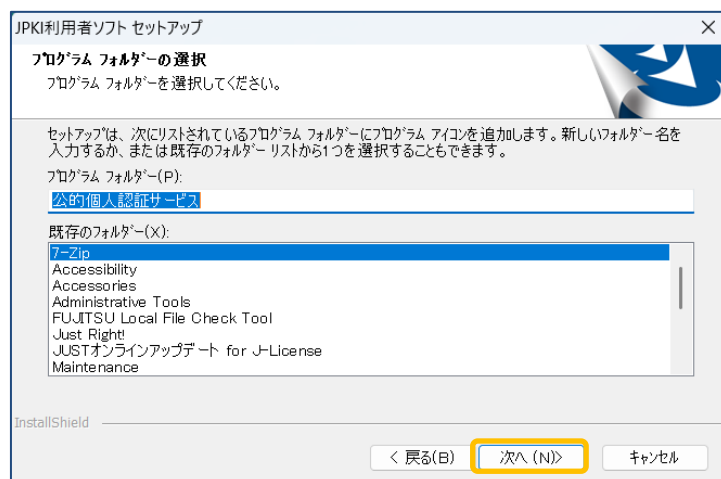 JPKI利用者ソフト セットアップ
プログラム フォルダーの選択
プログラム フォルダーを選択してください。
セットアップは、次にリストされているプログラム フォルダーにプログラム アイコンを追加します。新しいフォルダー名を
入力するか、または既存のフォルダー リストから1つを選択することもできます。
プログラム フォルダー(P):
公的個人認証サービス
既存のフォルダー(X):
7-Zip
Accessibility
Accessories
Administrative Tools
FUJITSU Local File Check Tool
Just Right!
JUSTオンラインアップデート for J-License
Maintenance
InstallShield
< 戻る(B)
次へ (N)>
キャンセル